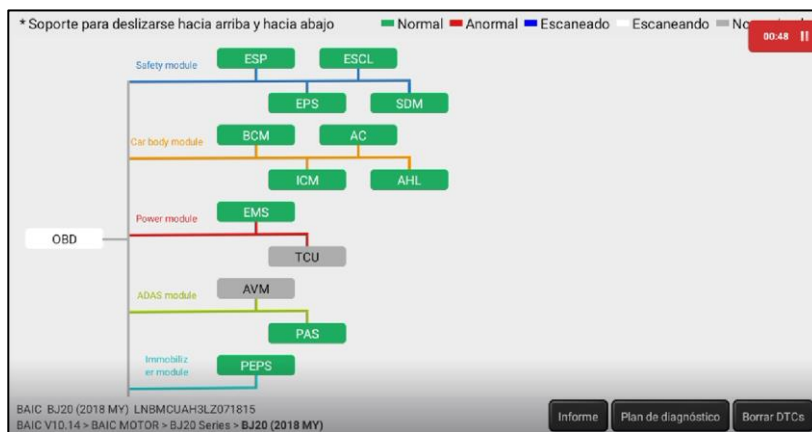 * Soporte para deslizarse hacia arriba y hacia abajo Normal Anormal Escaneado Escaneando
00:48
Safety module ESP ESCL
EPS SDM
Car body module BCM AC
ICM AHL
Power module EMS
OBD
TCU
ADAS module AVM
PAS
Immobiliz
er module
PEPS
BAIC BJ20 (2018 MY) LNBMCUAH3LZ071815
BAIC V10.14 > BAIC MOTOR > BJ20 Series > BJ20 (2018 MY)
Informe Plan de diagnóstico Borrar DTCs